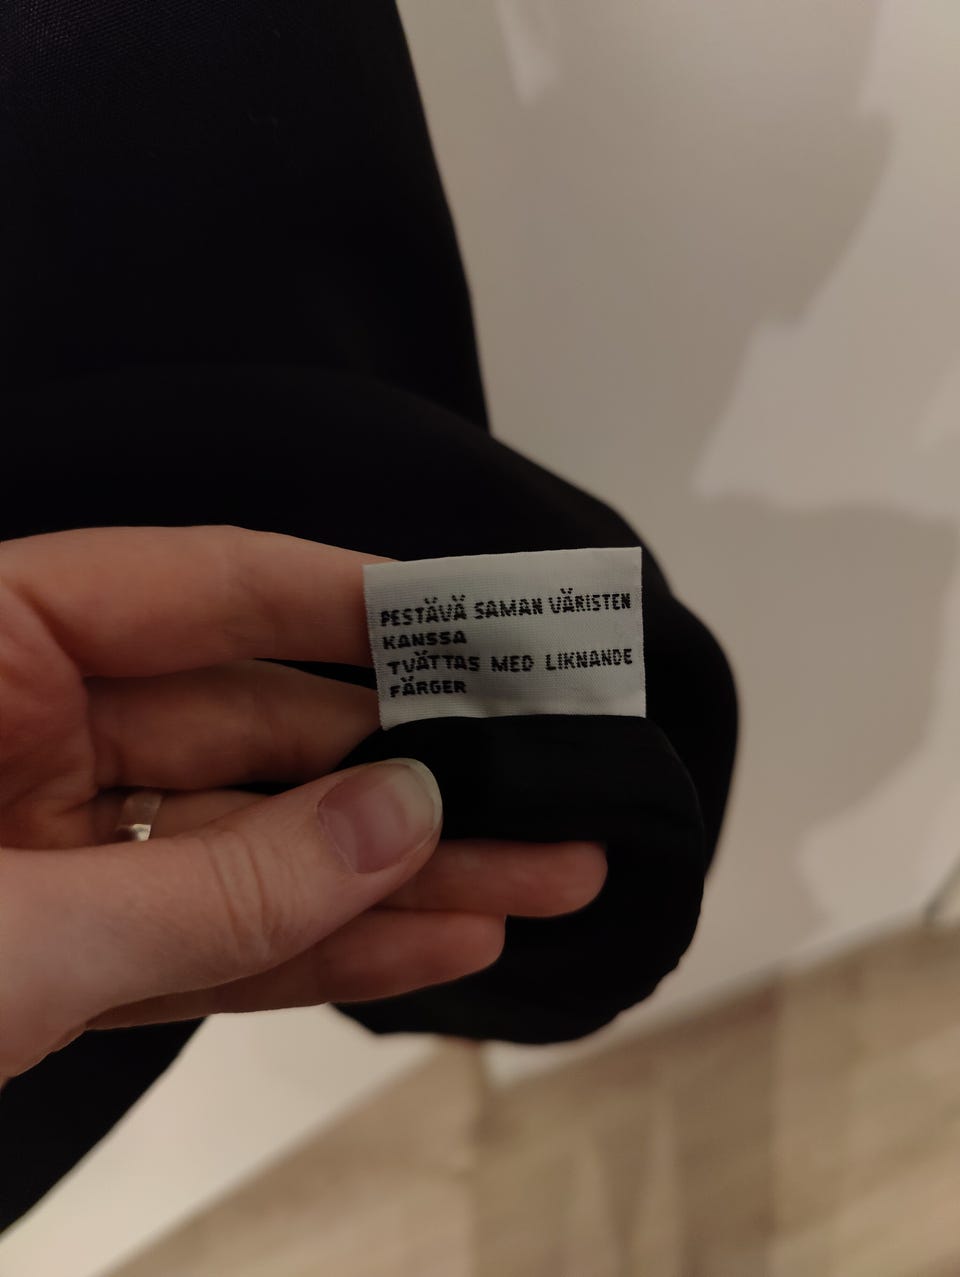 PESTÄVÄ SAMAN VÄRISTEN
KANSSA
TVÄTTAS MED LIKNANDE
FÄRGER